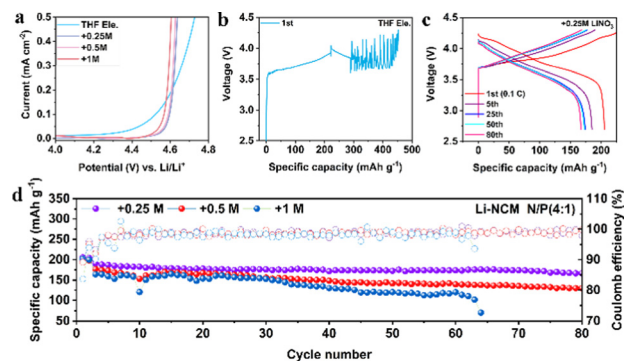 a
THF Ele.
+0.25M
+0.5M
+1M
Current (mA cm⁻²)
0.5
0.4
0.3
0.2
0.1
0.0
4.0 4.2 4.4 4.6 4.8
Potential (V) vs. Li/Li⁺
b
1st
THF Ele.
Voltage (V)
4.5
4.0
3.5
3.0
2.5
0 100 200 300 400 500
Specific capacity (mAh g⁻¹)
c
+0.25M LiNO₃
Voltage (V)
4.5
4.0
3.5
3.0
2.5
1st (0.1 C)
5th
25th
50th
80th
0 50 100 150 200
Specific capacity (mAh g⁻¹)
d
+0.25 M
+0.5 M
+1 M
Li-NCM N/P(4:1)
Specific capacity (mAh g⁻¹)
350
300
250
200
150
100
50
Coulomb efficiency (%)
110
100
90
80
70
0 10 20 30 40 50 60 70 80
Cycle number